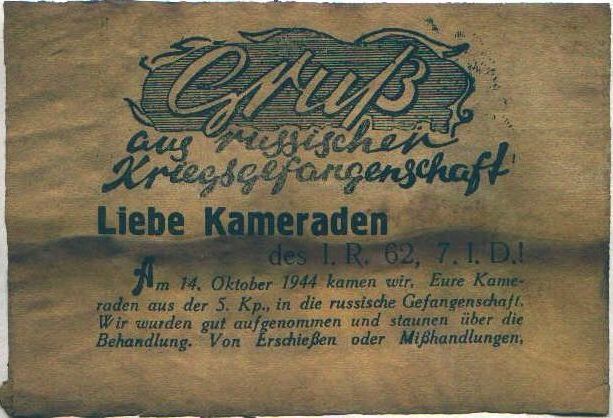 Gruß
aus russischer
Kriegsgefangenschaft
Liebe Kameraden
des I. R. 62, 7. I. D.!
Am 14. Oktober 1944 kamen wir, Eure Kame-
raden aus der 5. Kp., in die russische Gefangenschaft.
Wir wurden gut aufgenommen und staunen über die
Behandlung. Von Erschießen oder Mißhandlungen,